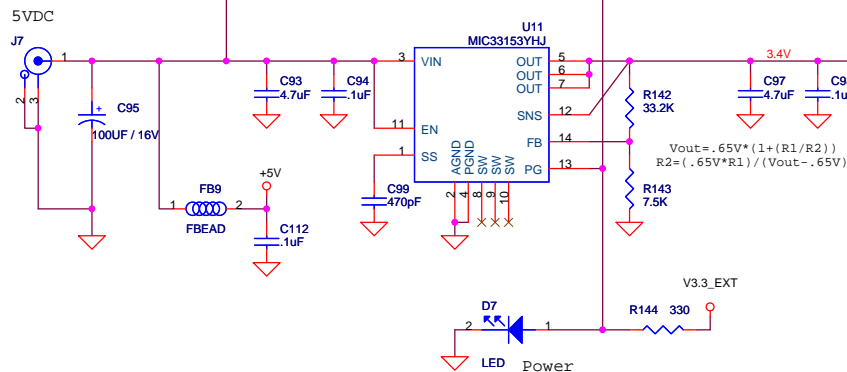 5VDC
J7
1
2
3
C95
100UF / 16V
+
C93
4.7uF
C94
.1uF
U11
MIC33153YHJ
3
VIN
11
EN
1
SS
OUT
5
OUT
6
OUT
7
SNS
12
FB
14
PG
13
AGND
PGND
SW
SW
SW
2
4
8
9
10
C99
470pF
R142
33.2K
R143
7.5K
3.4V
C97
4.7uF
.1u
Vout=.65V*(1+(R1/R2))
R2=(.65V*R1)/(Vout-.65V)
+5V
FB9
1
2
FBEAD
C112
.1uF
V3.3_EXT
R144 330
D7
2
1
LED
Power